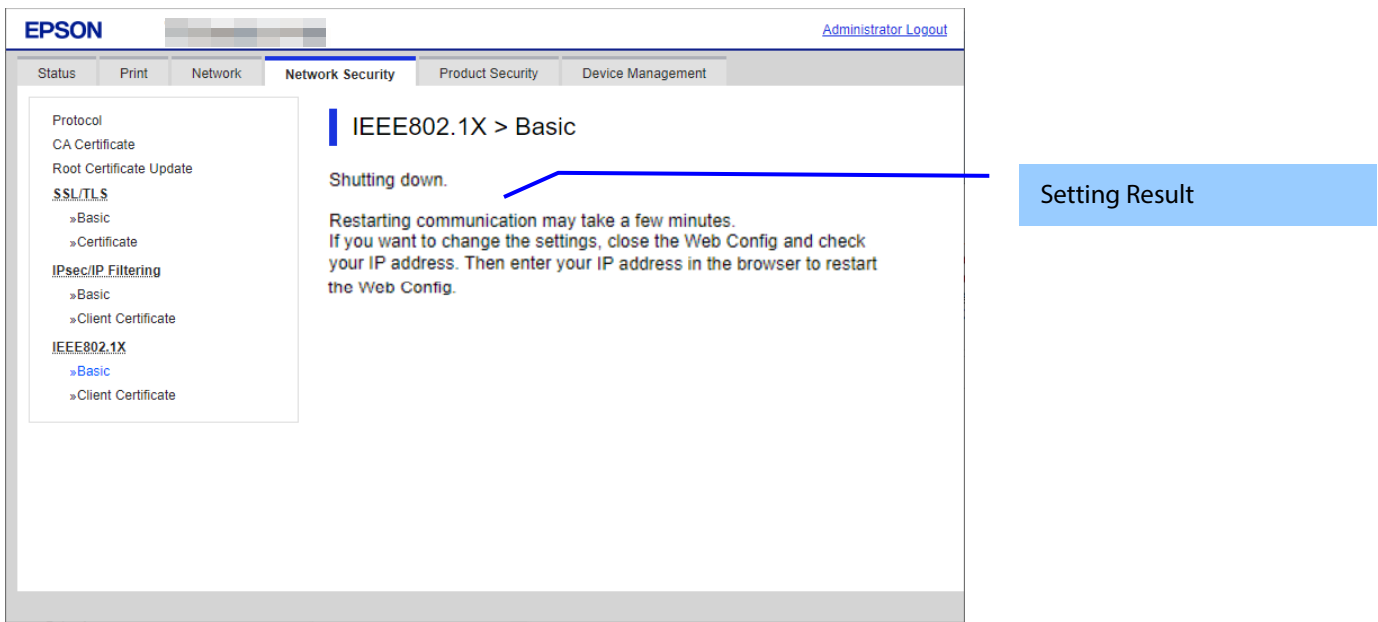 EPSON
Administrator Logout
Status Print Network Network Security Product Security Device Management
Protocol
CA Certificate
Root Certificate Update
SSL/TLS
»Basic
»Certificate
IPsec/IP Filtering
»Basic
»Client Certificate
IEEE802.1X
»Basic
»Client Certificate
IEEE802.1X > Basic
Shutting down.
Restarting communication may take a few minutes.
If you want to change the settings, close the Web Config and check
your IP address. Then enter your IP address in the browser to restart
the Web Config.
Setting Result